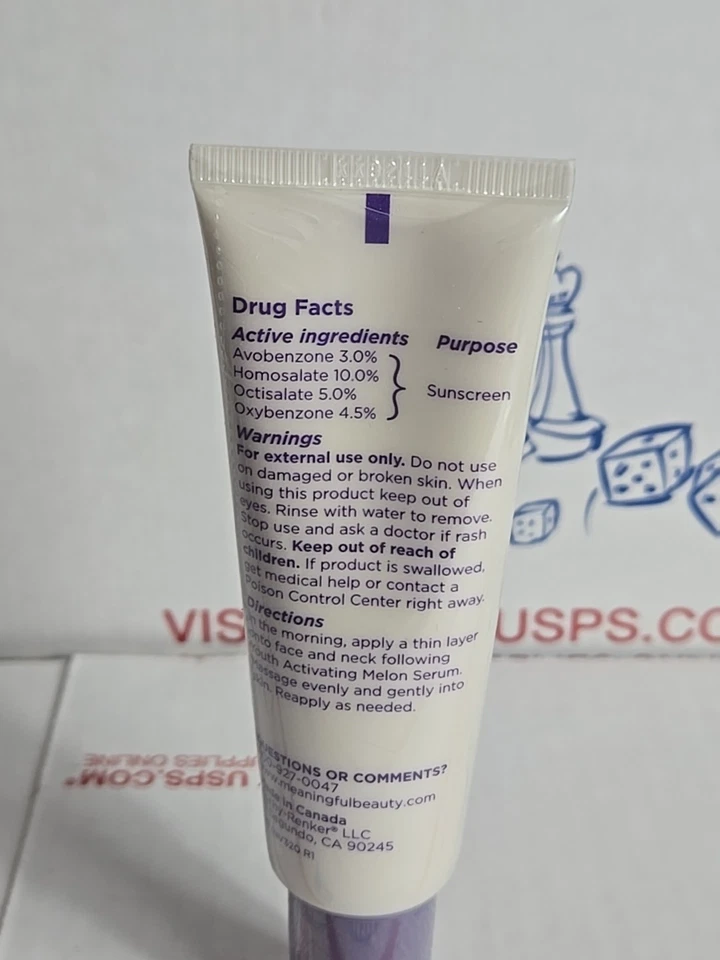 Drug Facts
Active ingredients Purpose
Avobenzone 3.0%
Homosalate 10.0%
Octisalate 5.0% Sunscreen
Oxybenzone 4.5%
Warnings
For external use only. Do not use
on damaged or broken skin. When
using this product keep out of
eyes. Rinse with water to remove.
Stop use and ask a doctor if rash
occurs. Keep out of reach of
children. If product is swallowed,
get medical help or contact a
Poison Control Center right away.
Directions
In the morning, apply a thin layer
onto face and neck following
Youth Activating Melon Serum.
Massage evenly and gently into
skin. Reapply as needed.
QUESTIONS OR COMMENTS?
-927-0047
www.meaningfulbeauty.com
Made in Canada
-Renker® LLC
Segundo, CA 90245
R1
VIS USPS.CO
SUPPLIES ONLINE
USPS.COM®